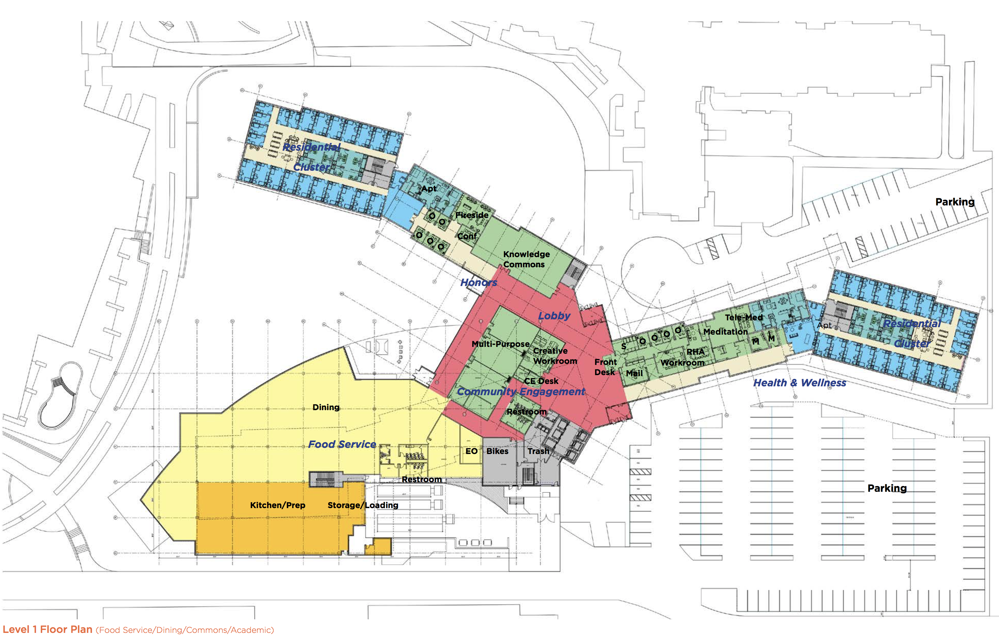 Residential
Cluster
Apt
Parking
O
O
Fireside
O
O
O
Conf
Knowledge
Commons
Honors
Lobby
Tele-Med
Meditation
Apt
Residential
Cluster
O
O
O
O
S
M
M
Multi-Purpose
Creative
Workroom
RHA
Workroom
Front
Desk
Mail
CE Desk
Community Engagement
Health & Wellness
Dining
Restroom
Food Service
EO
Bikes
Trash
Restroom
Parking
Kitchen/Prep
Storage/Loading
Level 1 Floor Plan (Food Service/Dining/Commons/Academic)